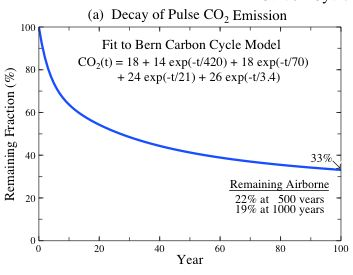 (a) Decay of Pulse CO₂ Emission
100
80
60
40
20
0
Remaining Fraction (%)
Fit to Bern Carbon Cycle Model
CO₂(t) = 18 + 14 exp(-t/420) + 18 exp(-t/70)
+ 24 exp(-t/21) + 26 exp(-t/3.4)
33%
Remaining Airborne
22% at 500 years
19% at 1000 years
0 20 40 60 80 100
Year